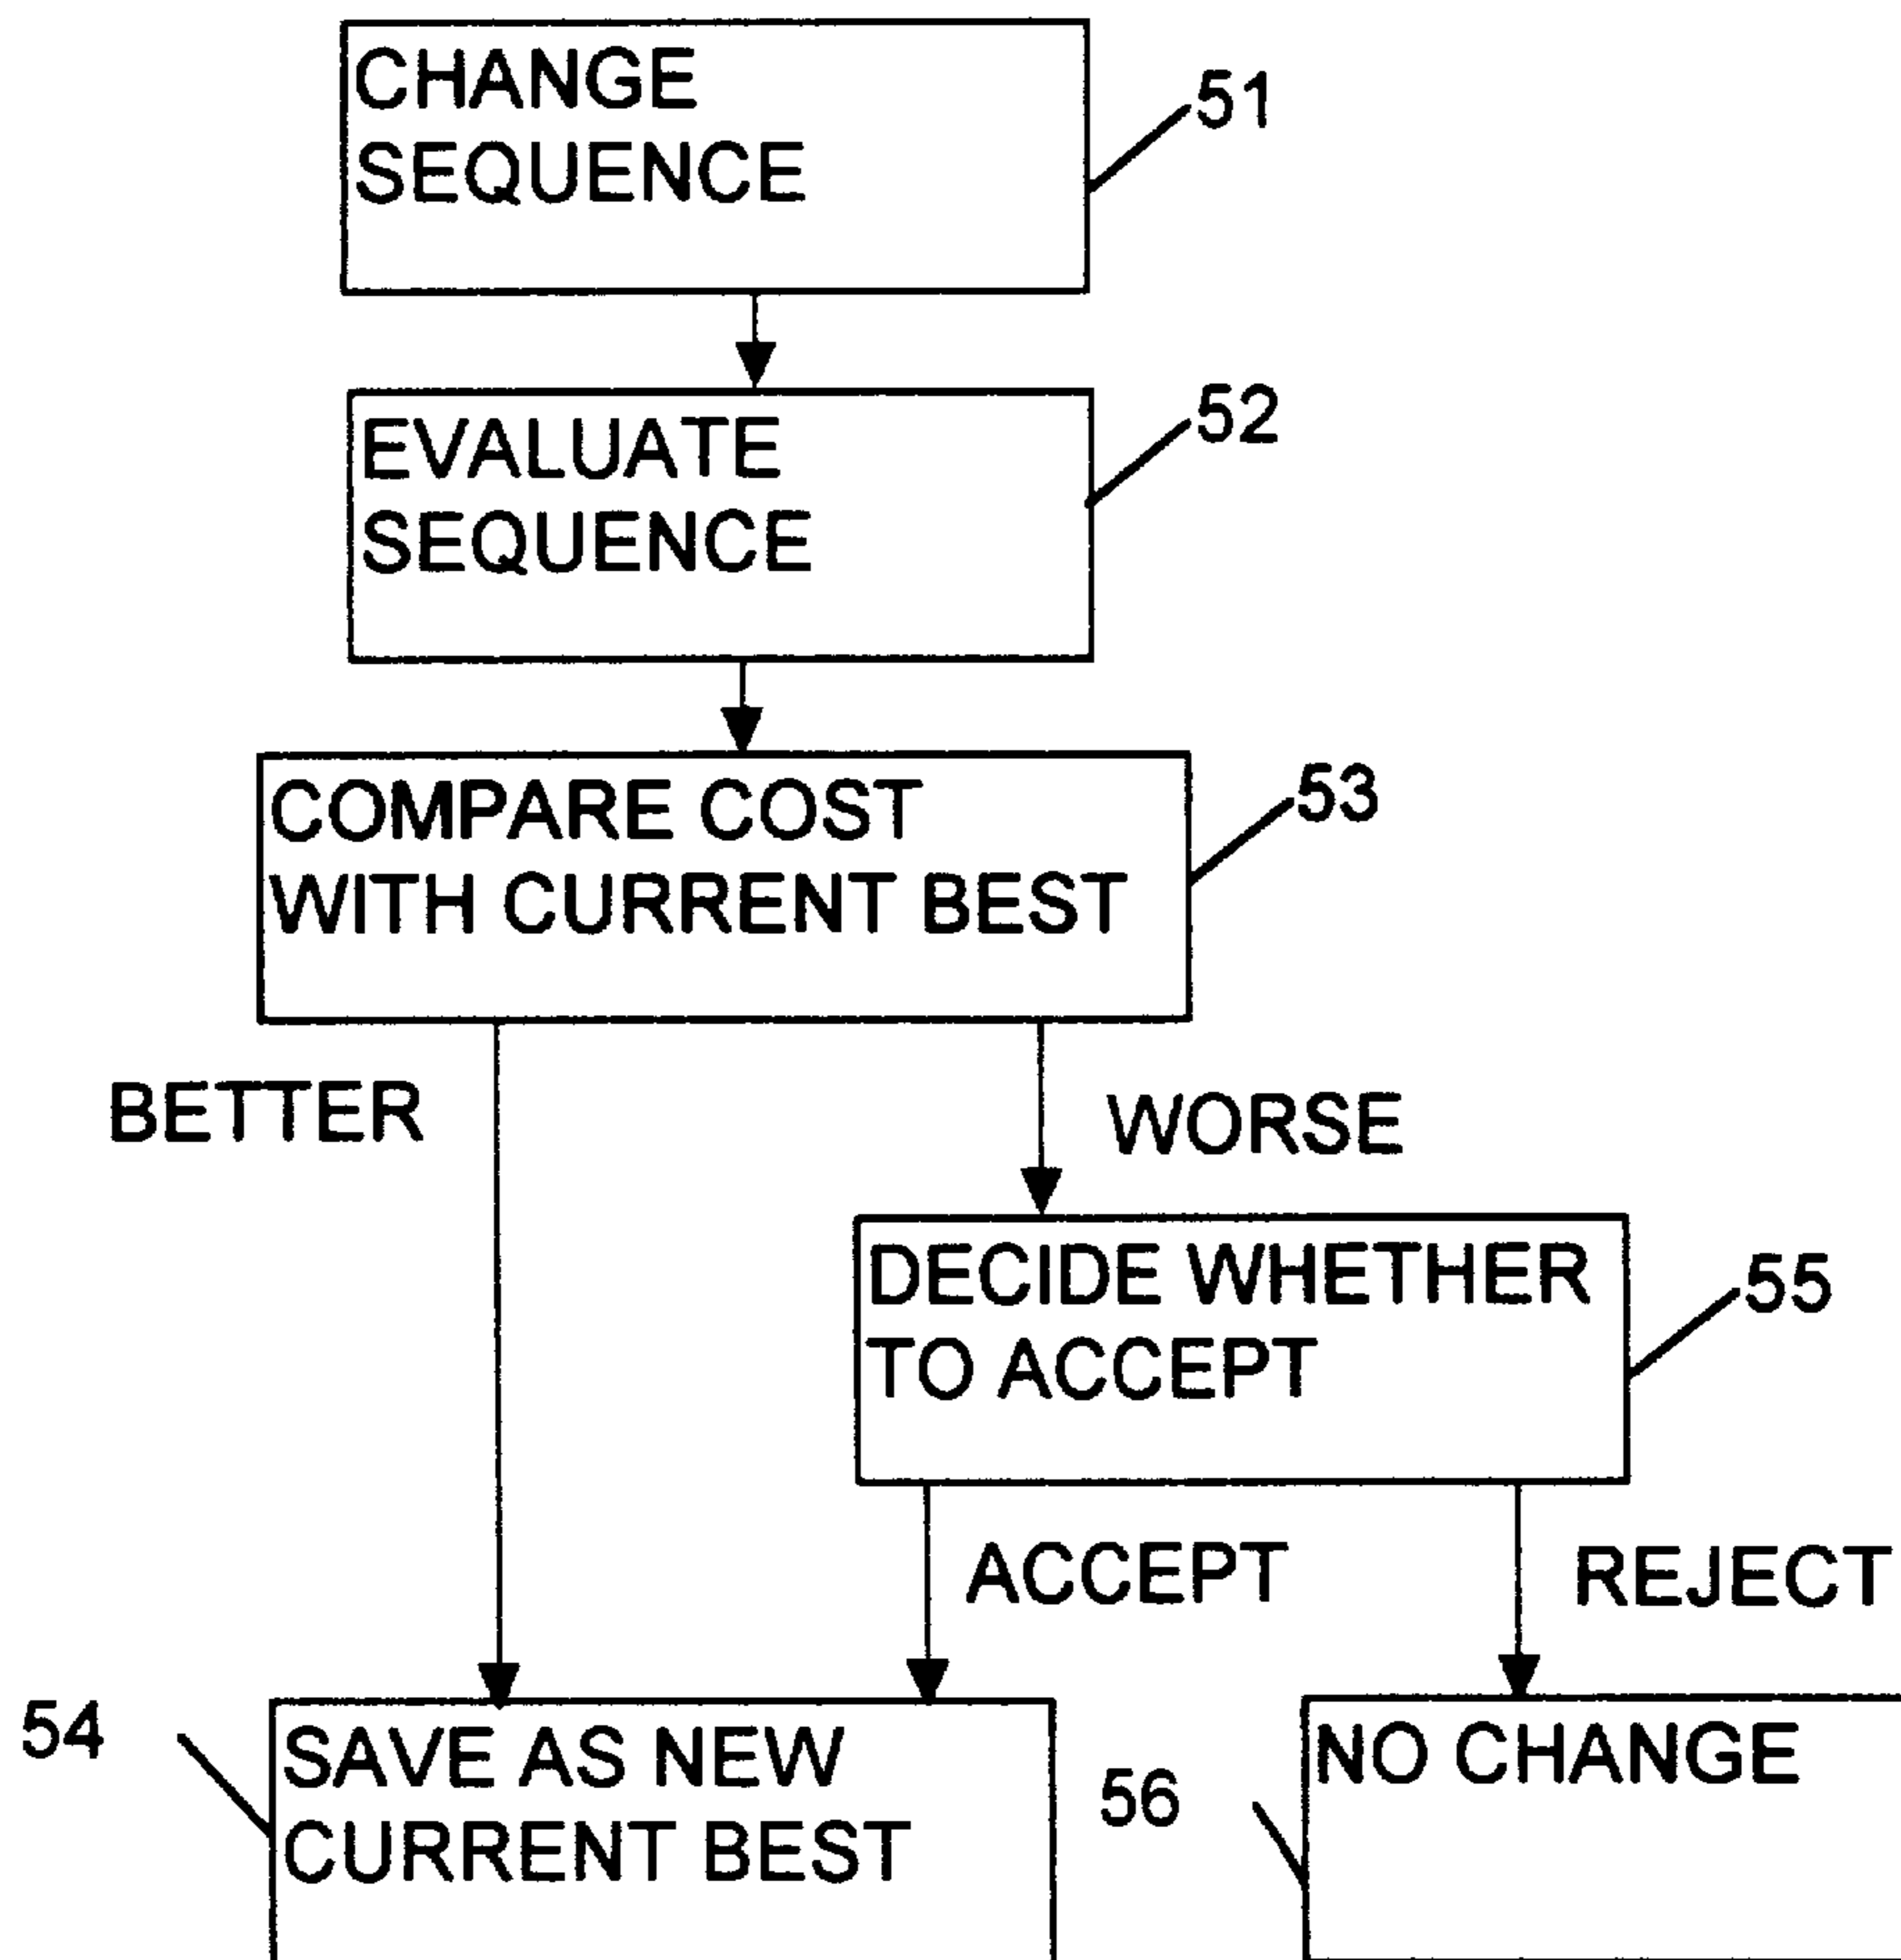 CHANGE
SEQUENCE
51
EVALUATE
SEQUENCE
52
COMPARE COST
WITH CURRENT BEST
53
BETTER
WORSE
DECIDE WHETHER
TO ACCEPT
55
ACCEPT
REJECT
54
SAVE AS NEW
CURRENT BEST
56
NO CHANGE